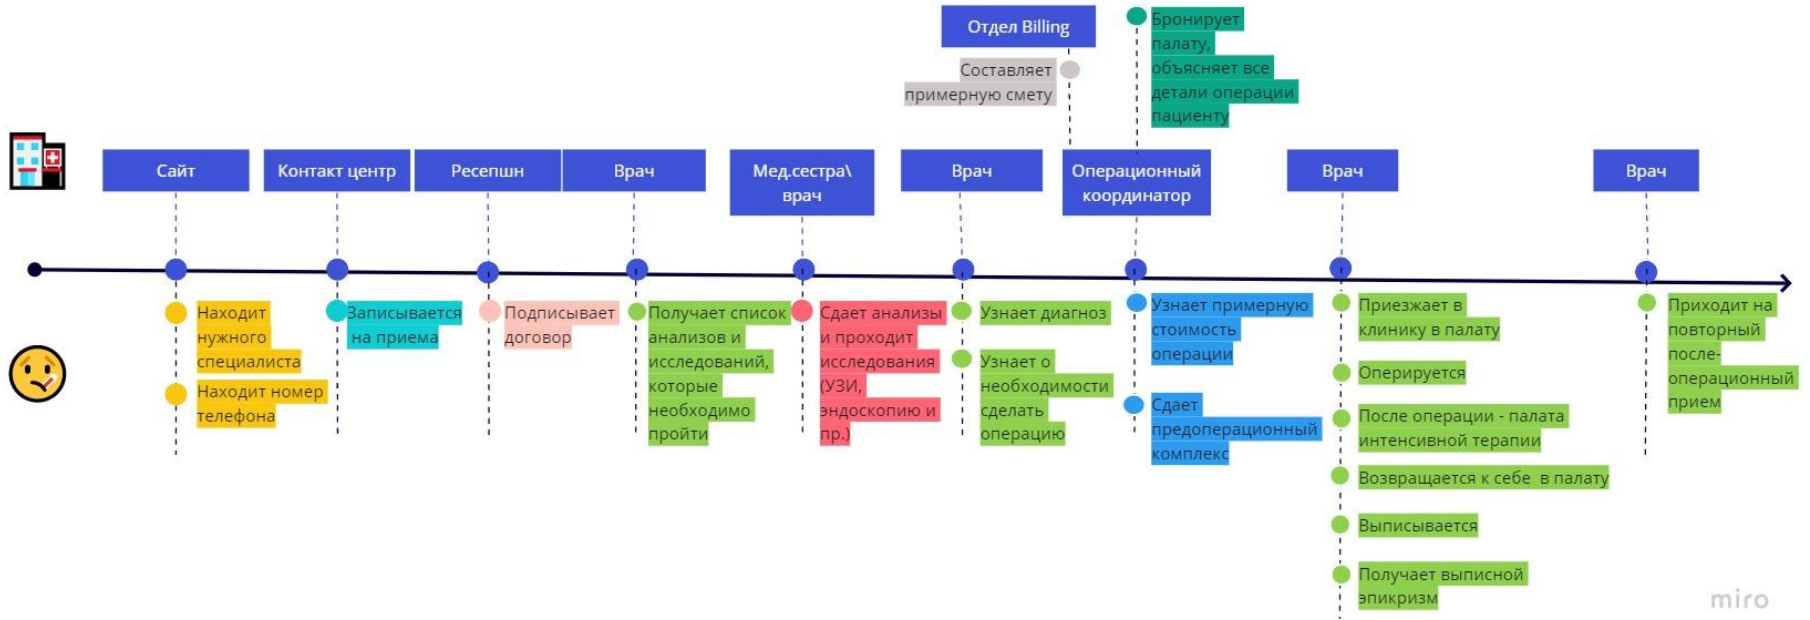 Отдел Billing
Составляет
примерную смету
Бронирует
палату,
объясняет все
детали операции
пациенту
Сайт
Контакт центр
Ресепшн
Врач
Мед.сестра\
врач
Врач
Операционный
координатор
Врач
Врач
Находит
нужного
специалиста
Находит номер
телефона
Записывается
на приема
Подписывает
договор
Получает список
анализов и
исследований,
которые
необходимо
пройти
Сдает анализы
и проходит
исследования
(УЗИ,
эндоскопию и
пр.)
Узнает диагноз
Узнает о
необходимости
сделать
операцию
Узнает примерную
стоимость
операции
Сдает
предоперационный
комплекс
Приезжает в
клинику в палату
Оперируется
После операции - палата
интенсивной терапии
Возвращается к себе в палату
Выписывается
Получает выписной
эпикризм
Приходит на
повторный
после-
операционный
прием
miro